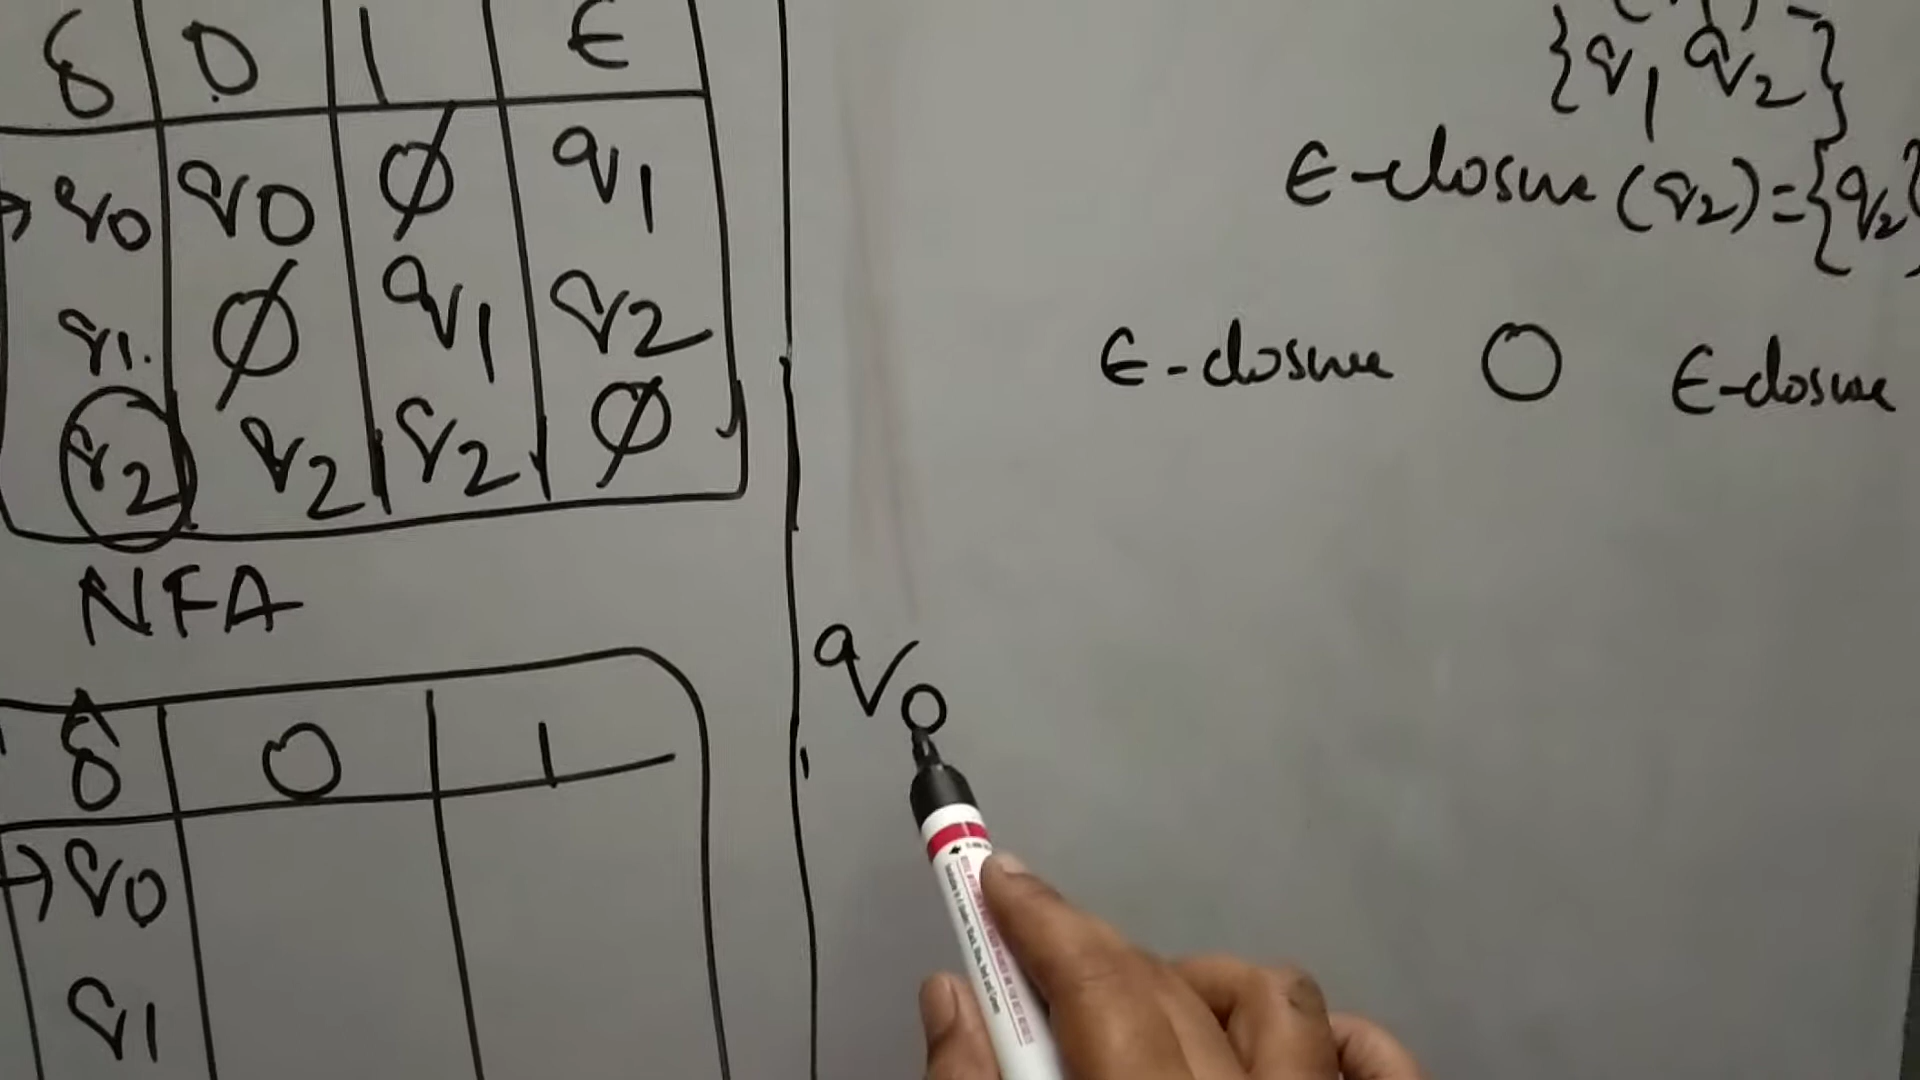 δ 0 1 ϵ
→ q0 q0 ∅ q1
q1. ∅ q1 q2
q2 q2 q2 ∅
NFA
δ̂ 0 1
→ q0
q1
{q1 q2}
ϵ-closure (q2) = {q2}
ϵ-closure 0 ϵ-closure
q0